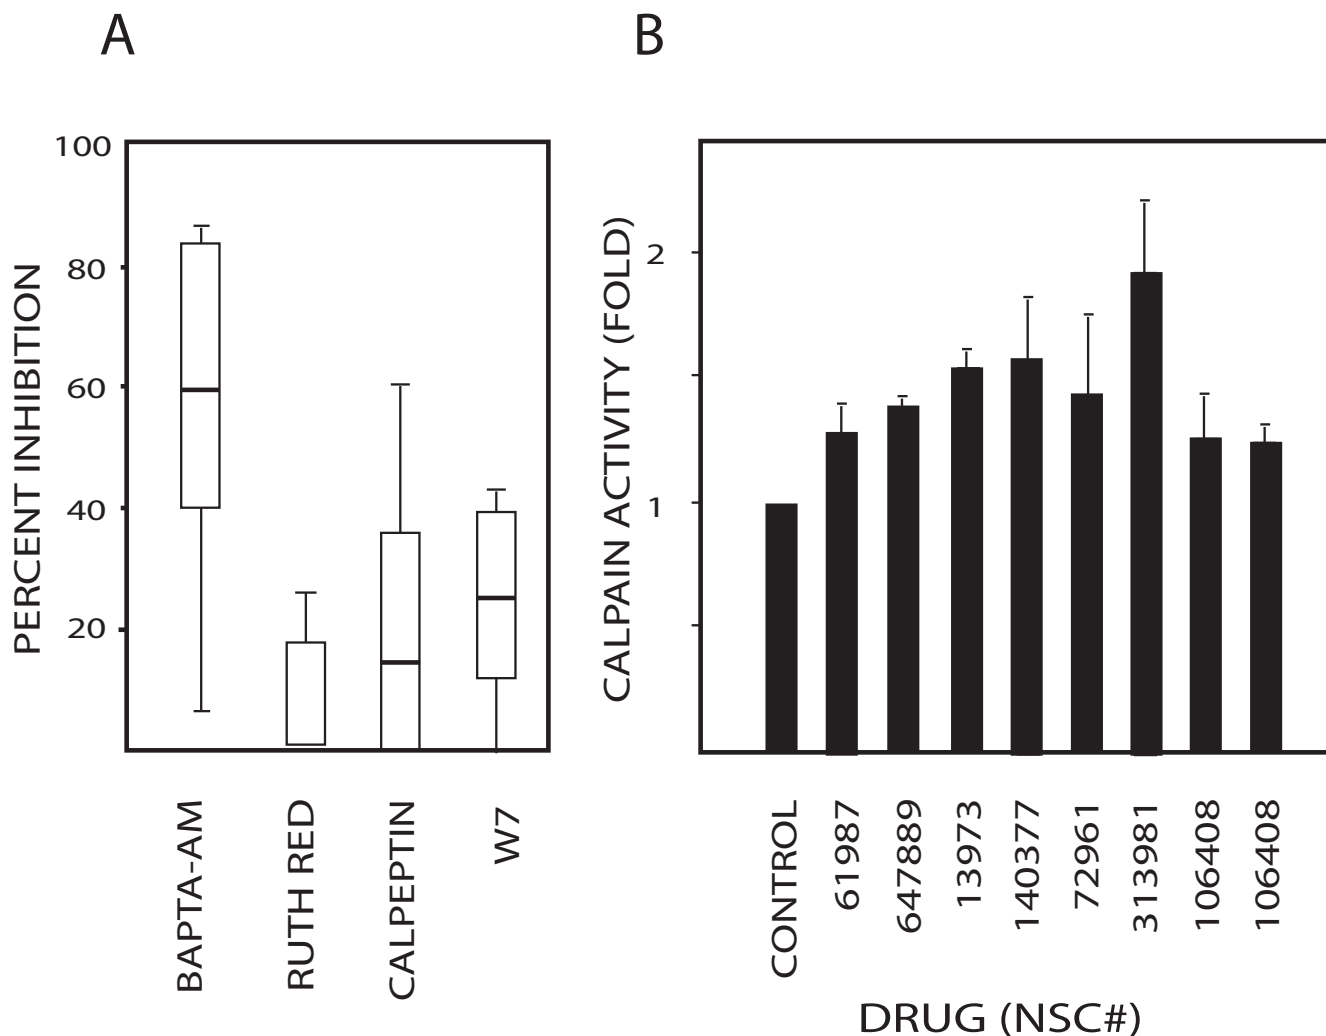 A
B
PERCENT INHIBITION
100
80
60
40
20
BAPTA-AM
RUTH RED
CALPEPTIN
W7
CALPAIN ACTIVITY (FOLD)
2
1
CONTROL
61987
647889
13973
140377
72961
313981
106408
106408
DRUG (NSC#)